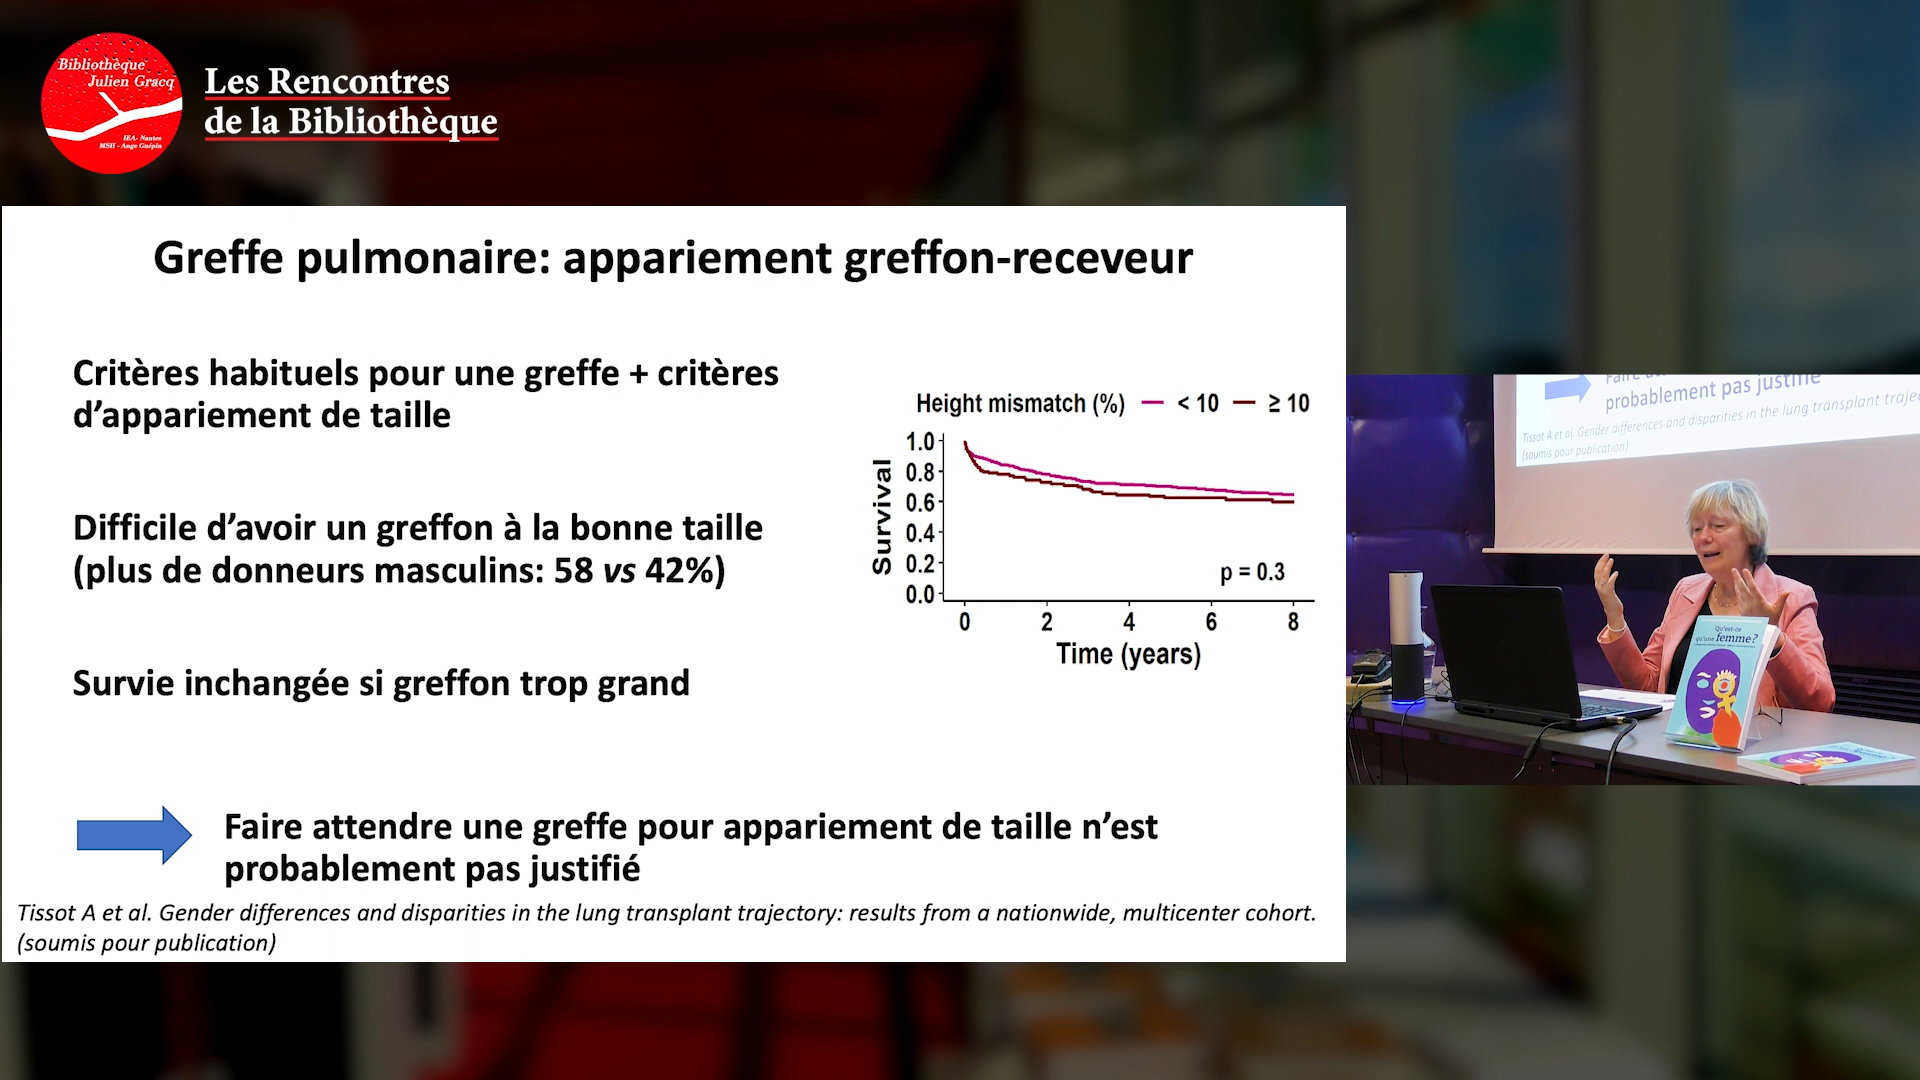 Bibliothèque
Julien Gracq
IEA- Nantes
MSH - Ange Guépin
Les Rencontres
de la Bibliothèque
Greffe pulmonaire: appariement greffon-receveur
Critères habituels pour une greffe + critères
d’appariement de taille
Difficile d’avoir un greffon à la bonne taille
(plus de donneurs masculins: 58 vs 42%)
Survie inchangée si greffon trop grand
Height mismatch (%) < 10 ≥ 10
Survival
1.0
0.8
0.6
0.4
0.2
0.0
p = 0.3
0 2 4 6 8
Time (years)
Faire attendre une greffe pour appariement de taille n’est
probablement pas justifié
Tissot A et al. Gender differences and disparities in the lung transplant trajectory: results from a nationwide, multicenter cohort.
(soumis pour publication)
probablement pas justifié
Tissot A et al. Gender differences and disparities in the lung transplant
(soumis pour publication)
Qu'est-ce
qu'une femme?